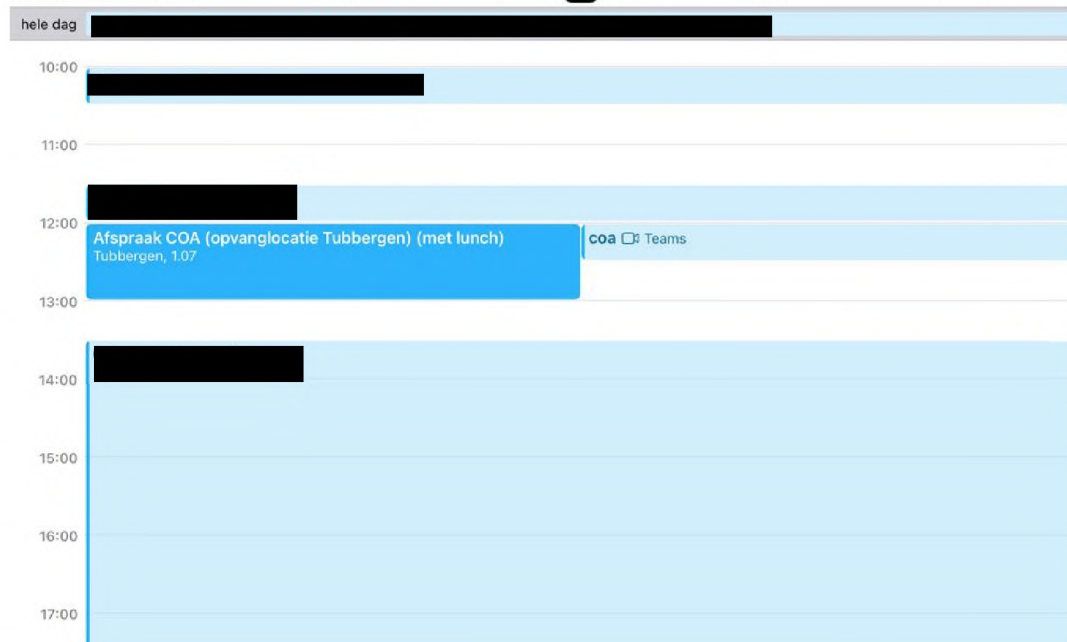 hele dag
10:00
11:00
12:00
Afspraak COA (opvanglocatie Tubbergen) (met lunch)
Tubbergen, 1.07
coa Teams
13:00
14:00
15:00
16:00
17:00